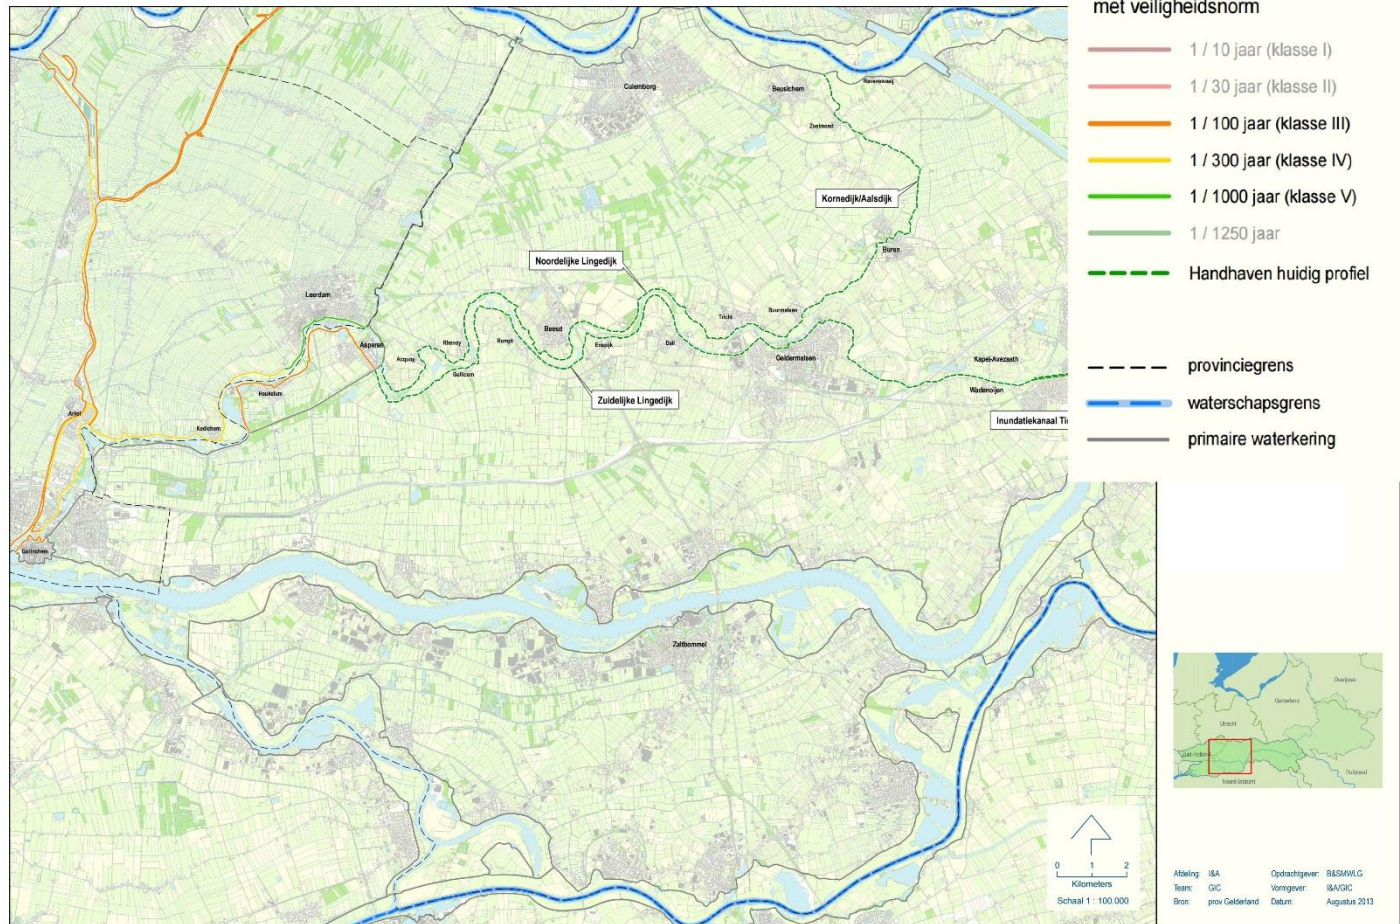 met veiligheidsnorm
1 / 10 jaar (klasse I)
1 / 30 jaar (klasse II)
1 / 100 jaar (klasse III)
1 / 300 jaar (klasse IV)
1 / 1000 jaar (klasse V)
1 / 1250 jaar
Handhaven huidig profiel
provinciegrens
waterschapsgrens
primaire waterkering
Culemborg
Beusichem
Ravenswaaij
Zoelmond
Kornedijk/Aalsdijk
Buren
Noordelijke Lingedijk
Leerdam
Asperen
Acquoy
Rhenoy
Gellicum
Rumpt
Beesd
Enspijk
Deil
Tricht
Buurmalsen
Geldermalsen
Kapel-Avezaath
Wadenoijen
Zuidelijke Lingedijk
Inundatiekanaal Ti
Heukelum
Kedichem
Arkel
Gorinchem
Zaltbommel
Overijssel
Gelderland
Utrecht
Zuid-Holland
Noord-Brabant
Duitsland
0 1 2
Kilometers
Schaal 1 : 100.000
Afdeling: I&A Opdrachtgever: B&SMWLG
Team: GIC Vormgever: I&A/GIC
Bron: prov Gelderland Datum: Augustus 2013